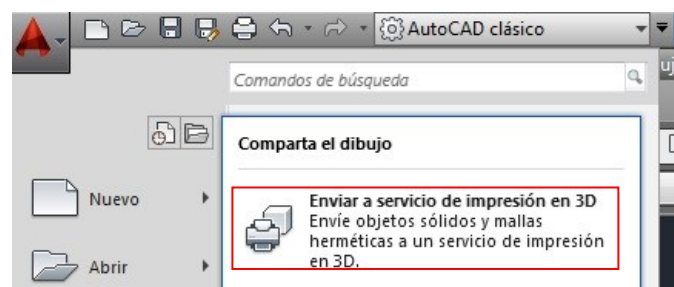 AutoCAD clásico
Comandos de búsqueda
Comparta el dibujo
Nuevo
Enviar a servicio de impresión en 3D
Envíe objetos sólidos y mallas
herméticas a un servicio de impresión
en 3D.
Abrir